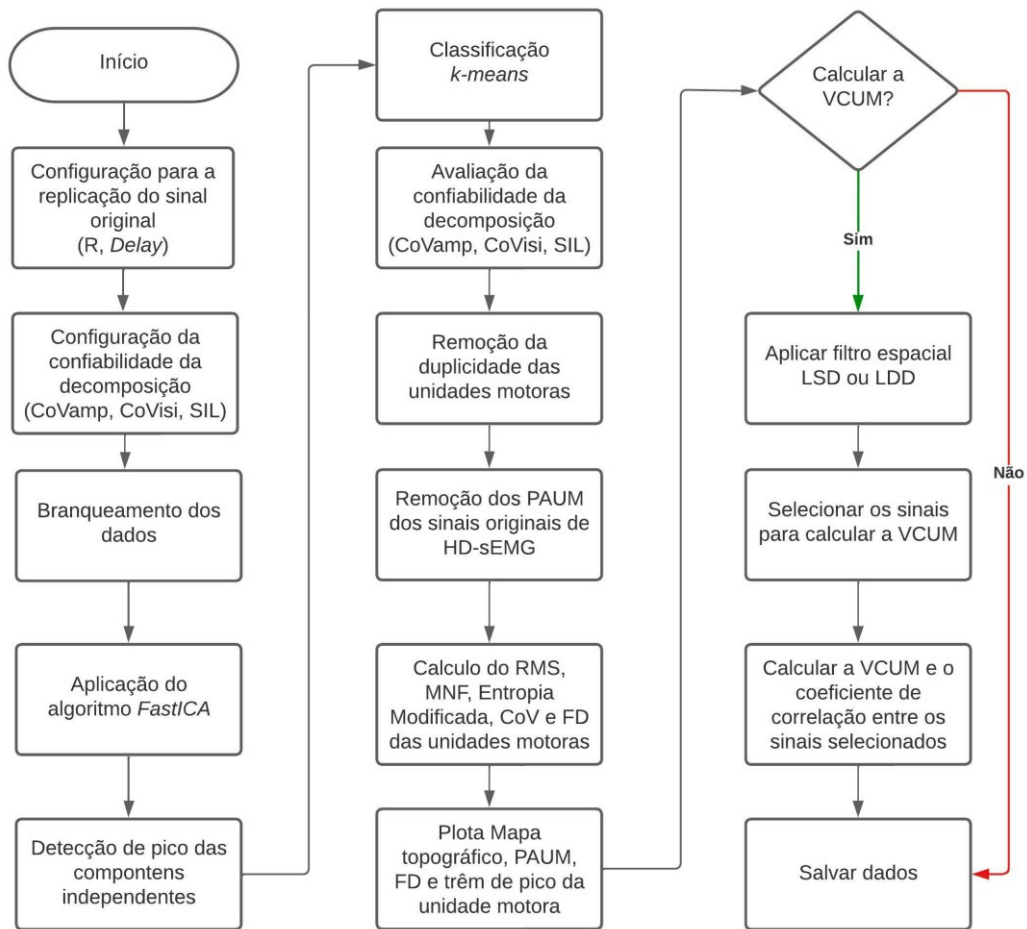 Início
Configuração para a
replicação do sinal
original
(R, Delay)
Configuração da
confiabilidade da
decomposição
(CoVamp, CoVisi, SIL)
Branqueamento dos
dados
Aplicação do
algoritmo FastICA
Detecção de pico das
compontens
independentes
Classificação
k-means
Avaliação da
confiabilidade da
decomposição
(CoVamp, CoVisi, SIL)
Remoção da
duplicidade das
unidades motoras
Remoção dos PAUM
dos sinais originais de
HD-sEMG
Calculo do RMS,
MNF, Entropia
Modificada, CoV e FD
das unidades motoras
Plota Mapa
topográfico, PAUM,
FD e trêm de pico da
unidade motora
Calcular a
VCUM?
Sim
Não
Aplicar filtro espacial
LSD ou LDD
Selecionar os sinais
para calcular a VCUM
Calcular a VCUM e o
coeficiente de
correlação entre os
sinais selecionados
Salvar dados